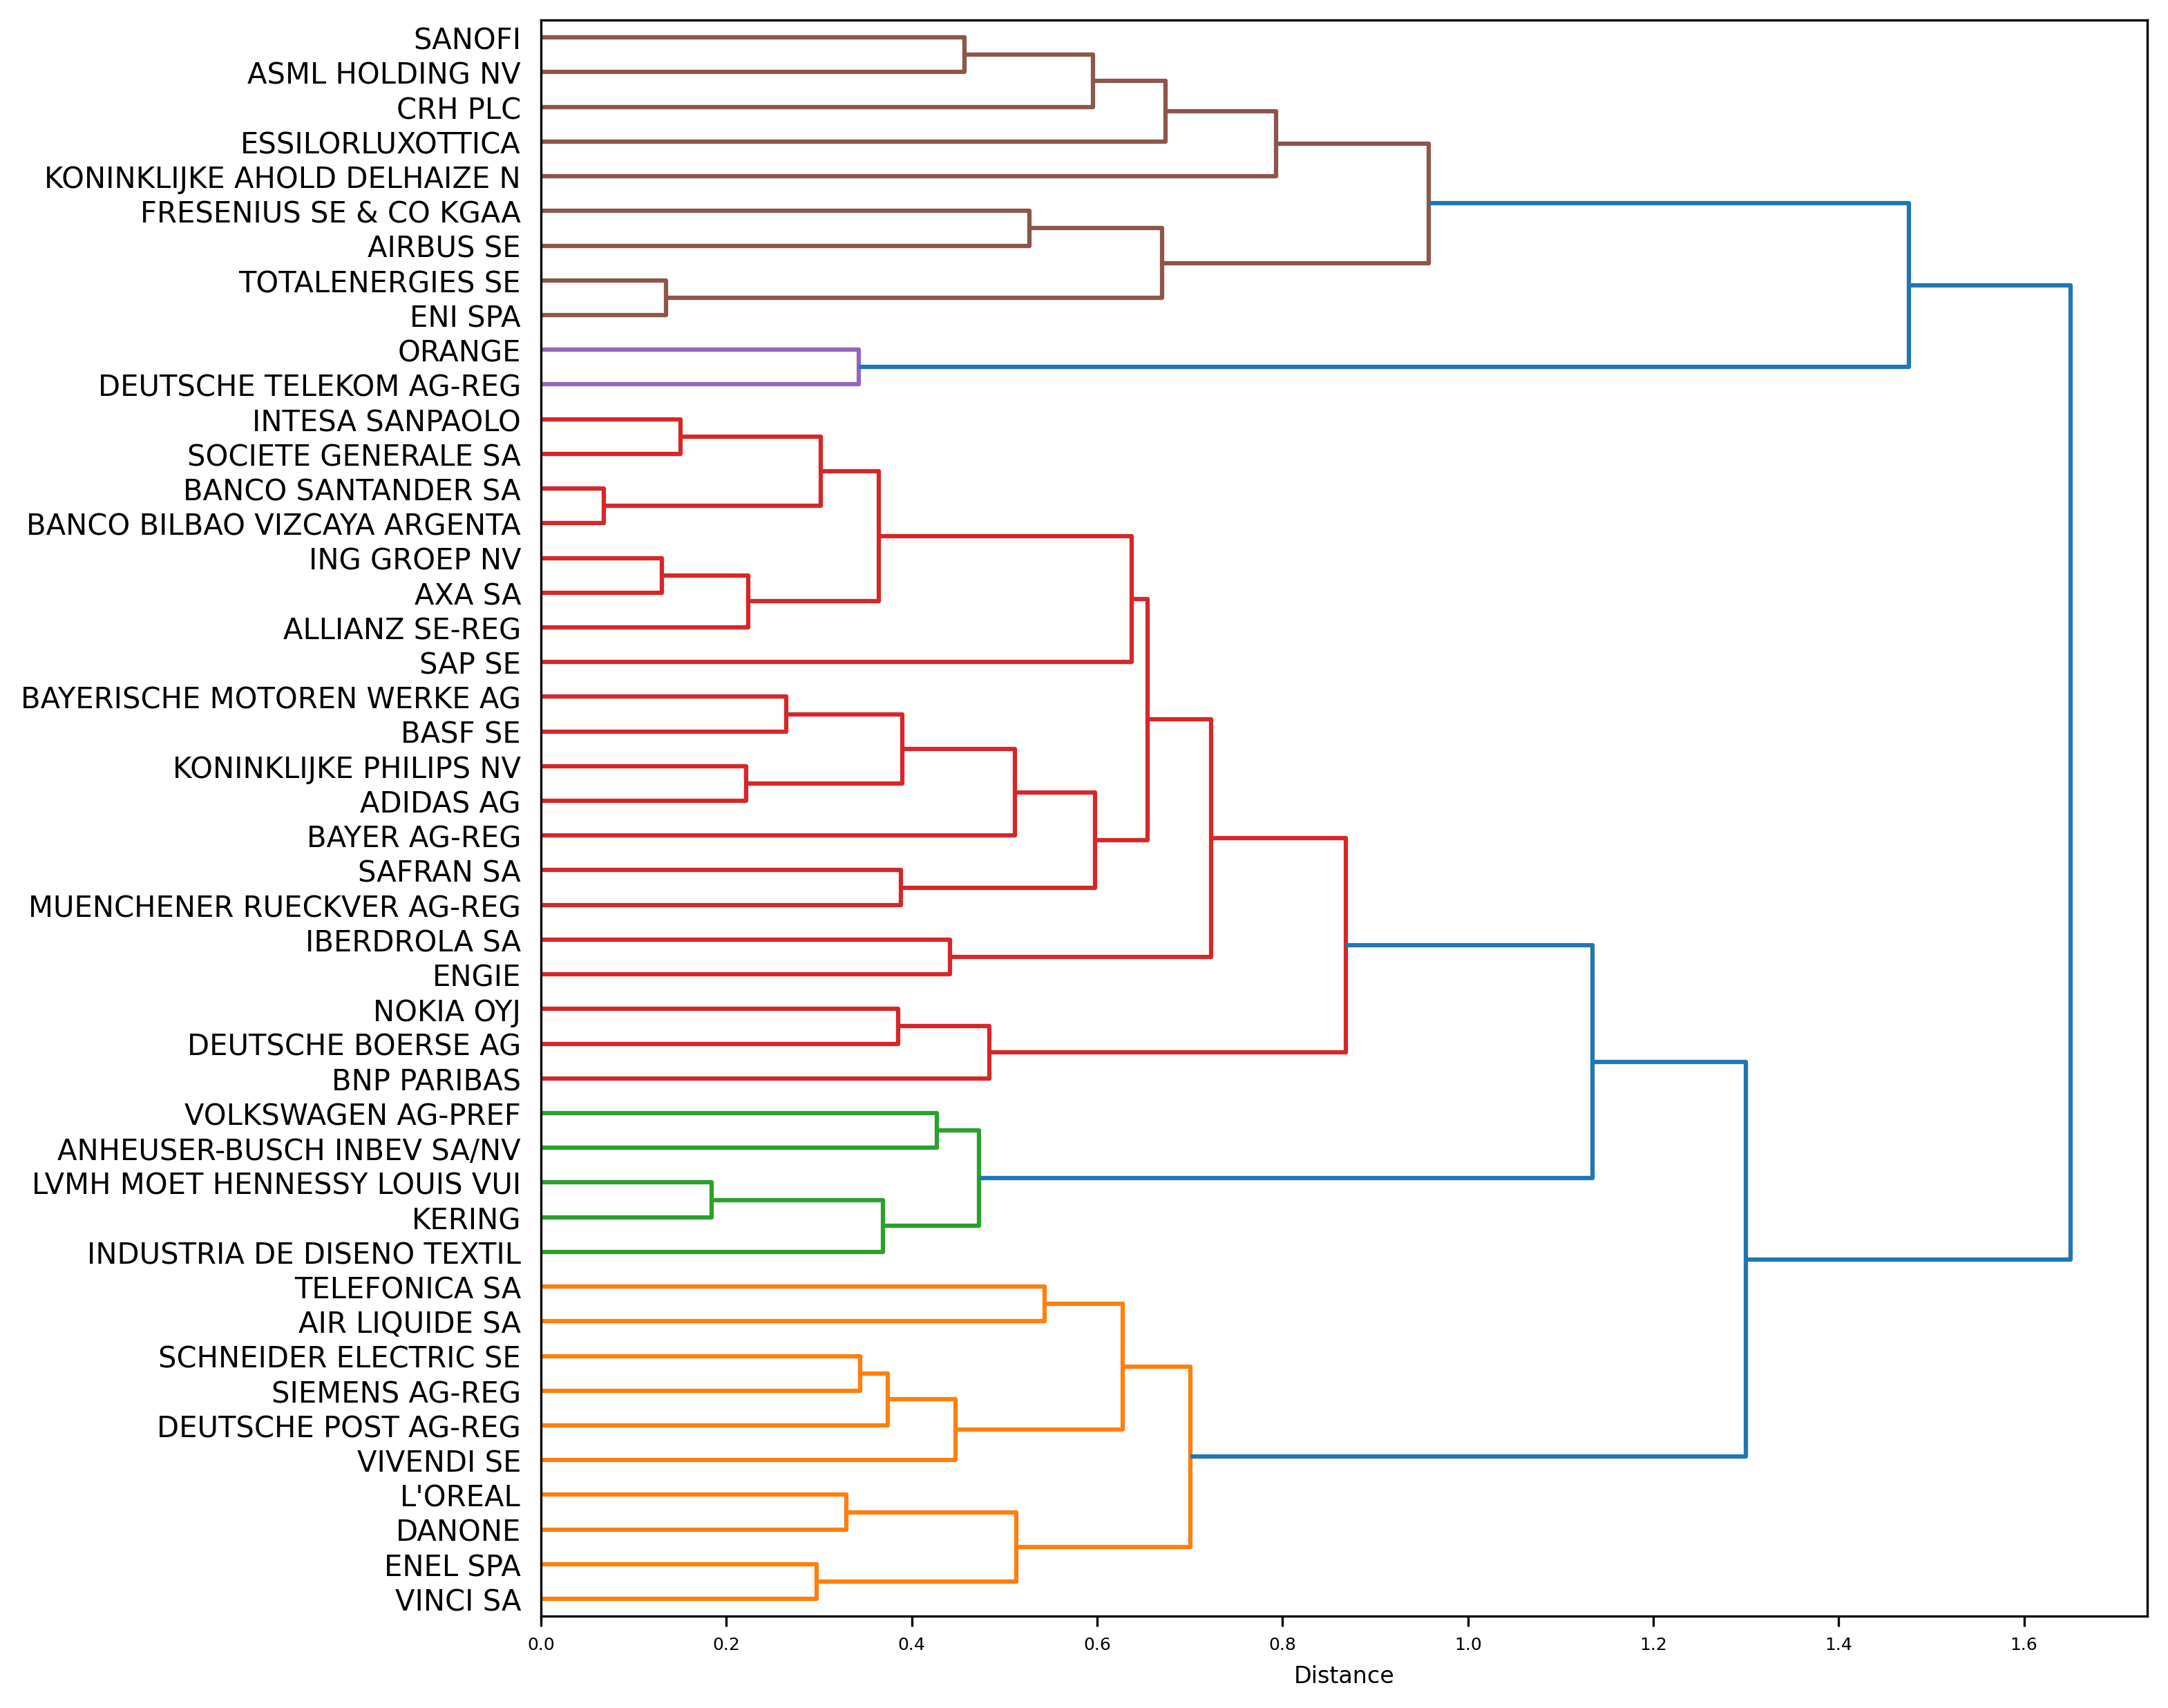 SANOFI
ASML HOLDING NV
CRH PLC
ESSILORLUXOTTICA
KONINKLIJKE AHOLD DELHAIZE N
FRESENIUS SE & CO KGAA
AIRBUS SE
TOTALENERGIES SE
ENI SPA
ORANGE
DEUTSCHE TELEKOM AG-REG
INTESA SANPAOLO
SOCIETE GENERALE SA
BANCO SANTANDER SA
BANCO BILBAO VIZCAYA ARGENTA
ING GROEP NV
AXA SA
ALLIANZ SE-REG
SAP SE
BAYERISCHE MOTOREN WERKE AG
BASF SE
KONINKLIJKE PHILIPS NV
ADIDAS AG
BAYER AG-REG
SAFRAN SA
MUENCHENER RUECKVER AG-REG
IBERDROLA SA
ENGIE
NOKIA OYJ
DEUTSCHE BOERSE AG
BNP PARIBAS
VOLKSWAGEN AG-PREF
ANHEUSER-BUSCH INBEV SA/NV
LVMH MOET HENNESSY LOUIS VUI
KERING
INDUSTRIA DE DISENO TEXTIL
TELEFONICA SA
AIR LIQUIDE SA
SCHNEIDER ELECTRIC SE
SIEMENS AG-REG
DEUTSCHE POST AG-REG
VIVENDI SE
L'OREAL
DANONE
ENEL SPA
VINCI SA
0.0 0.2 0.4 0.6 0.8 1.0 1.2 1.4 1.6
Distance